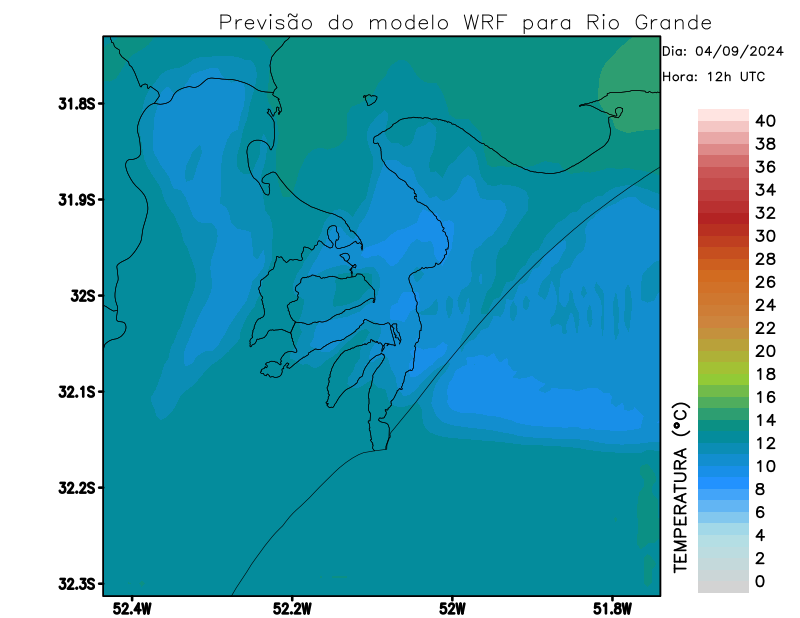 Previsão do modelo WRF para Rio Grande
Dia: 04/09/2024
Hora: 12h UTC
31.8S
31.9S
32S
32.1S
32.2S
32.3S
52.4W
52.2W
52W
51.8W
TEMPERATURA (°C)
40
38
36
34
32
30
28
26
24
22
20
18
16
14
12
10
8
6
4
2
0